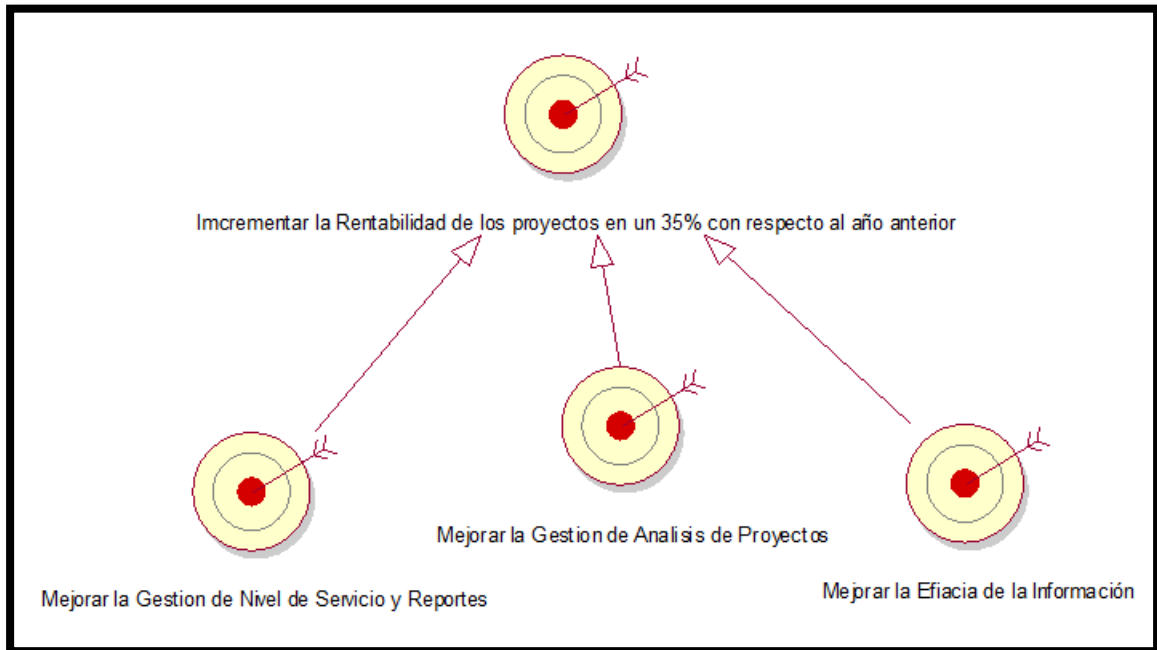 Imcrementar la Rentabilidad de los proyectos en un 35% con respecto al año anterior
Mejorar la Gestion de Analisis de Proyectos
Mejorar la Gestion de Nivel de Servicio y Reportes
Mejorar la Efiacia de la Información